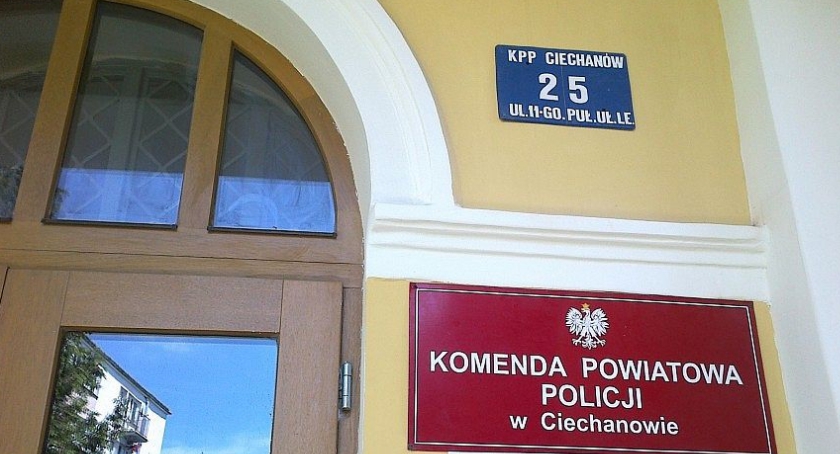 KPP CIECHANÓW
25
UL.11-GO.PUŁ.UŁ.LE.
KOMENDA POWIATOWA
POLICJI
w Ciechanowie